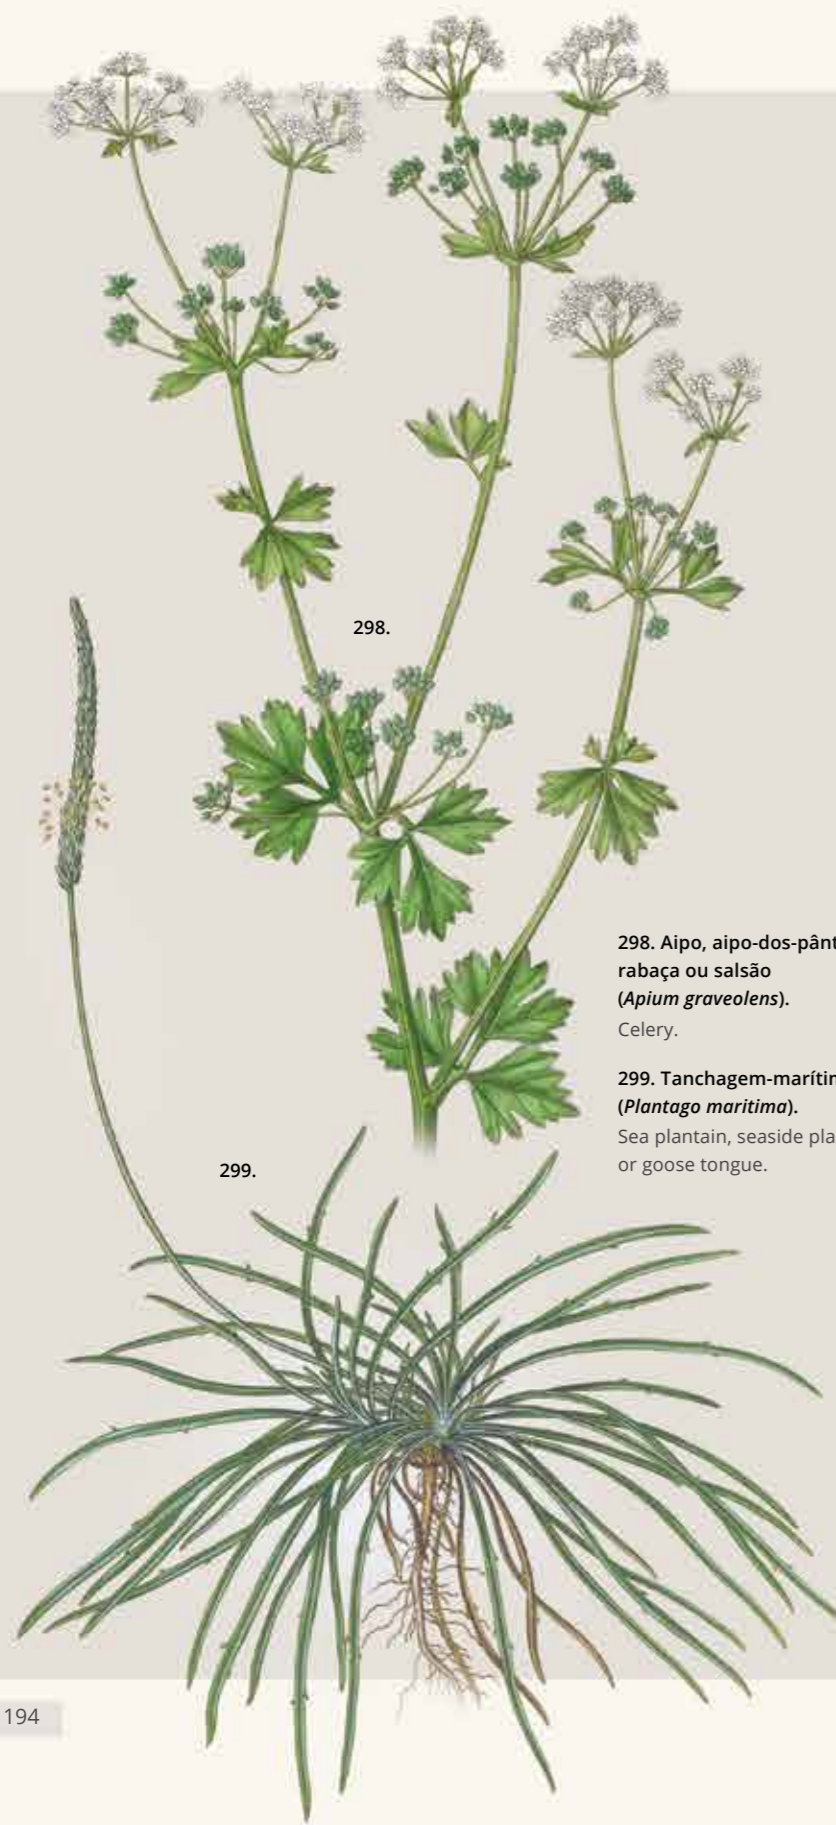 298.
298. Aipo, aipo-dos-pânt
rabaça ou salsão
(Apium graveolens).
Celery.
299. Tanchagem-marítim
(Plantago maritima).
Sea plantain, seaside pla
or goose tongue.
299.
194